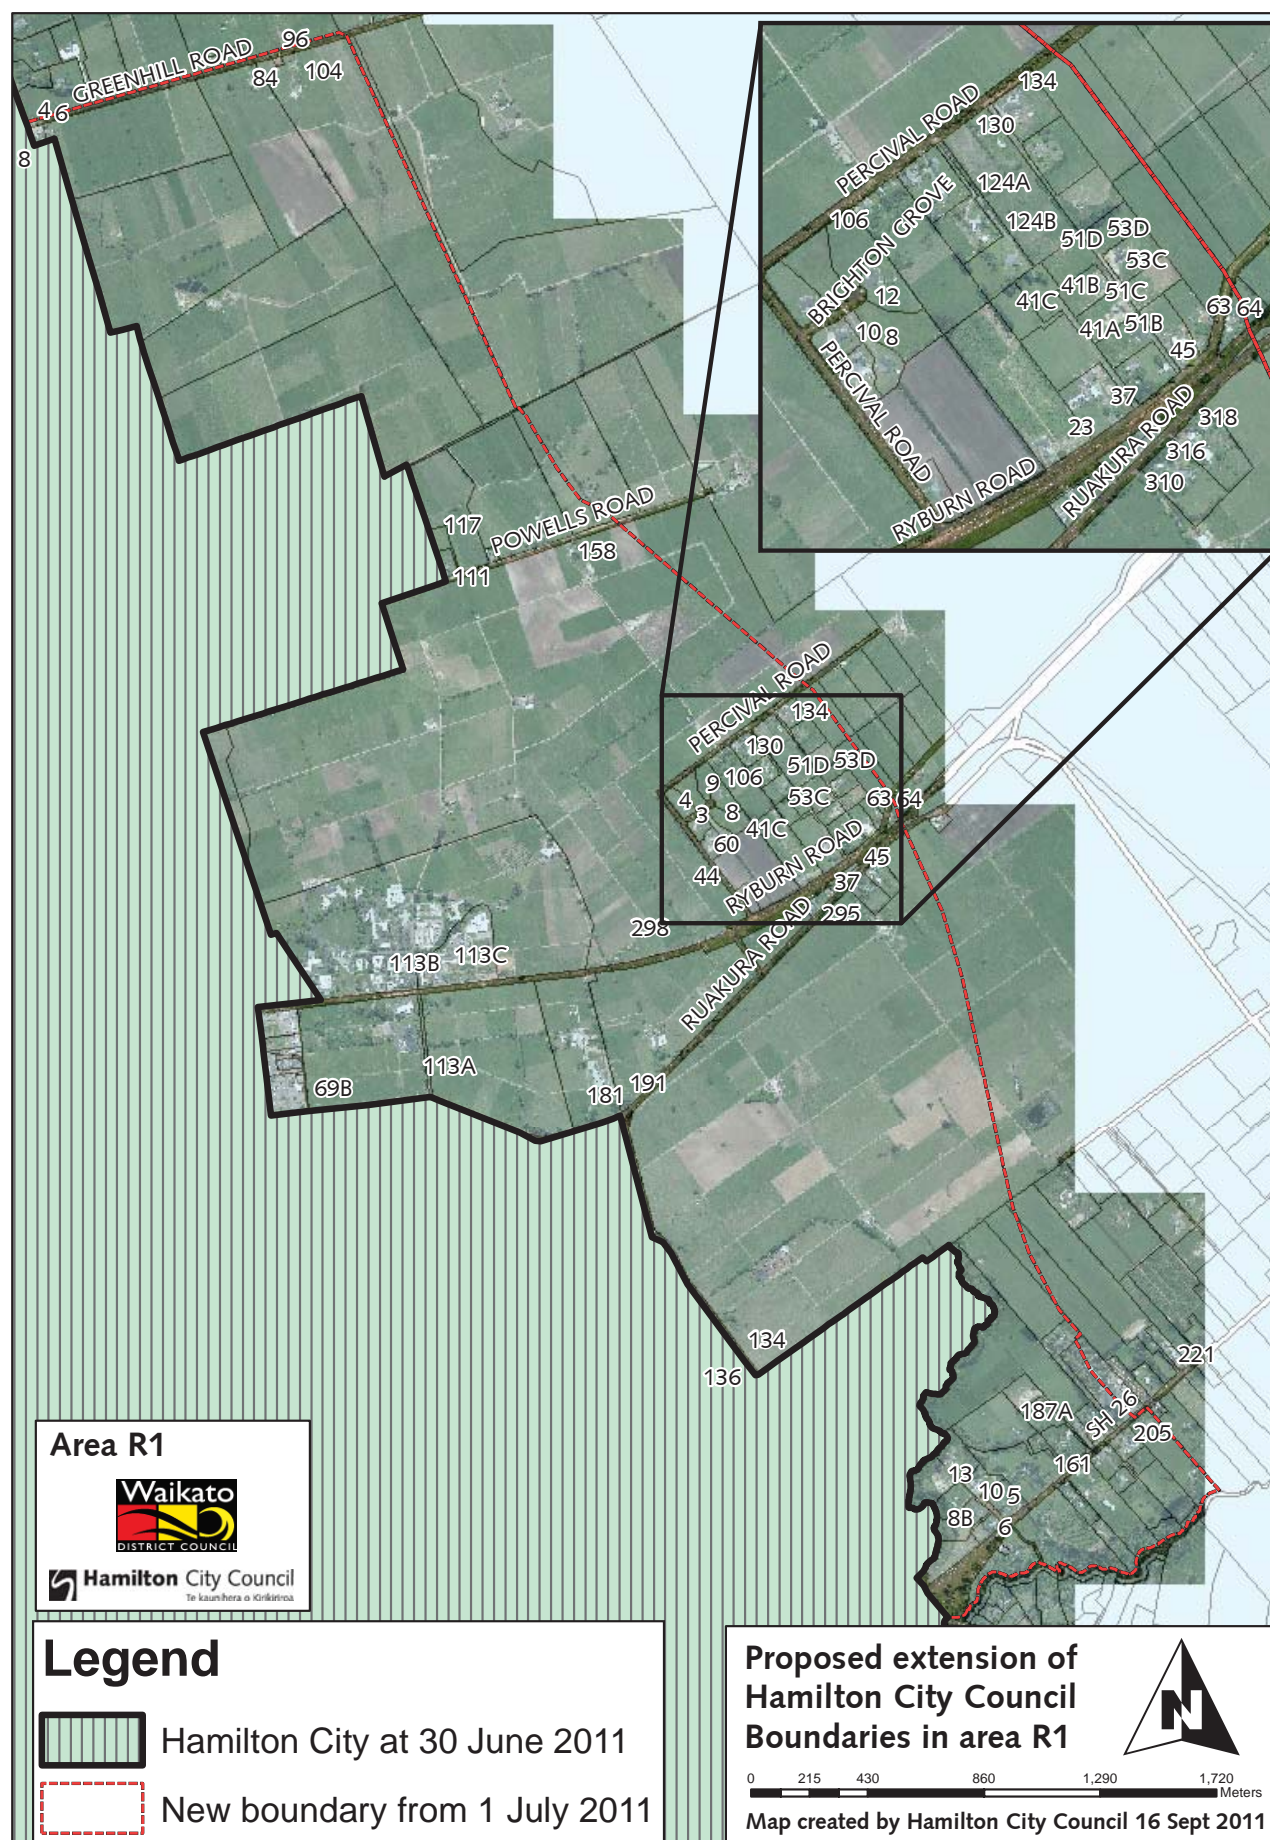 GREENHILL ROAD
96
84
104
4
6
8
PERCIVAL ROAD
134
130
124A
124B
106
BRIGHTON GROVE
51D
53D
53C
41B
51C
41C
12
63
64
41A
51B
10
8
45
PERCIVAL ROAD
37
23
318
316
310
RUAKURA ROAD
RYBURN ROAD
117
POWELLS ROAD
158
111
PERCIVAL ROAD
134
130
51D
53D
9
106
4
53C
63
64
3
8
41C
60
RYBURN ROAD
45
44
37
295
298
RUAKURA ROAD
113B
113C
69B
113A
181
191
134
136
221
187A
SH 26
205
161
13
10
5
8B
6
Area R1
Waikato
DISTRICT COUNCIL
Hamilton City Council
Te kaunihera o Kirikiriroa
Legend
Hamilton City at 30 June 2011
New boundary from 1 July 2011
Proposed extension of
Hamilton City Council
Boundaries in area R1
N
0 215 430 860 1,290 1,720
Meters
Map created by Hamilton City Council 16 Sept 2011